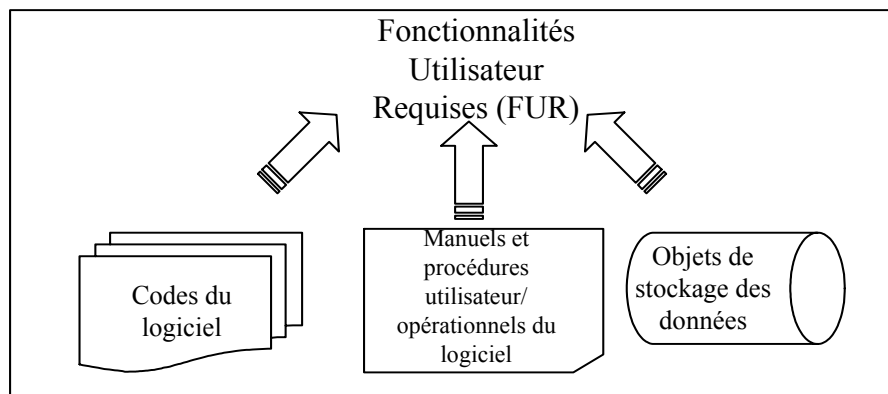 Fonctionnalités
Utilisateur
Requises (FUR)
Codes du
logiciel
Manuels et
procédures
utilisateur/
opérationnels du
logiciel
Objets de
stockage des
données